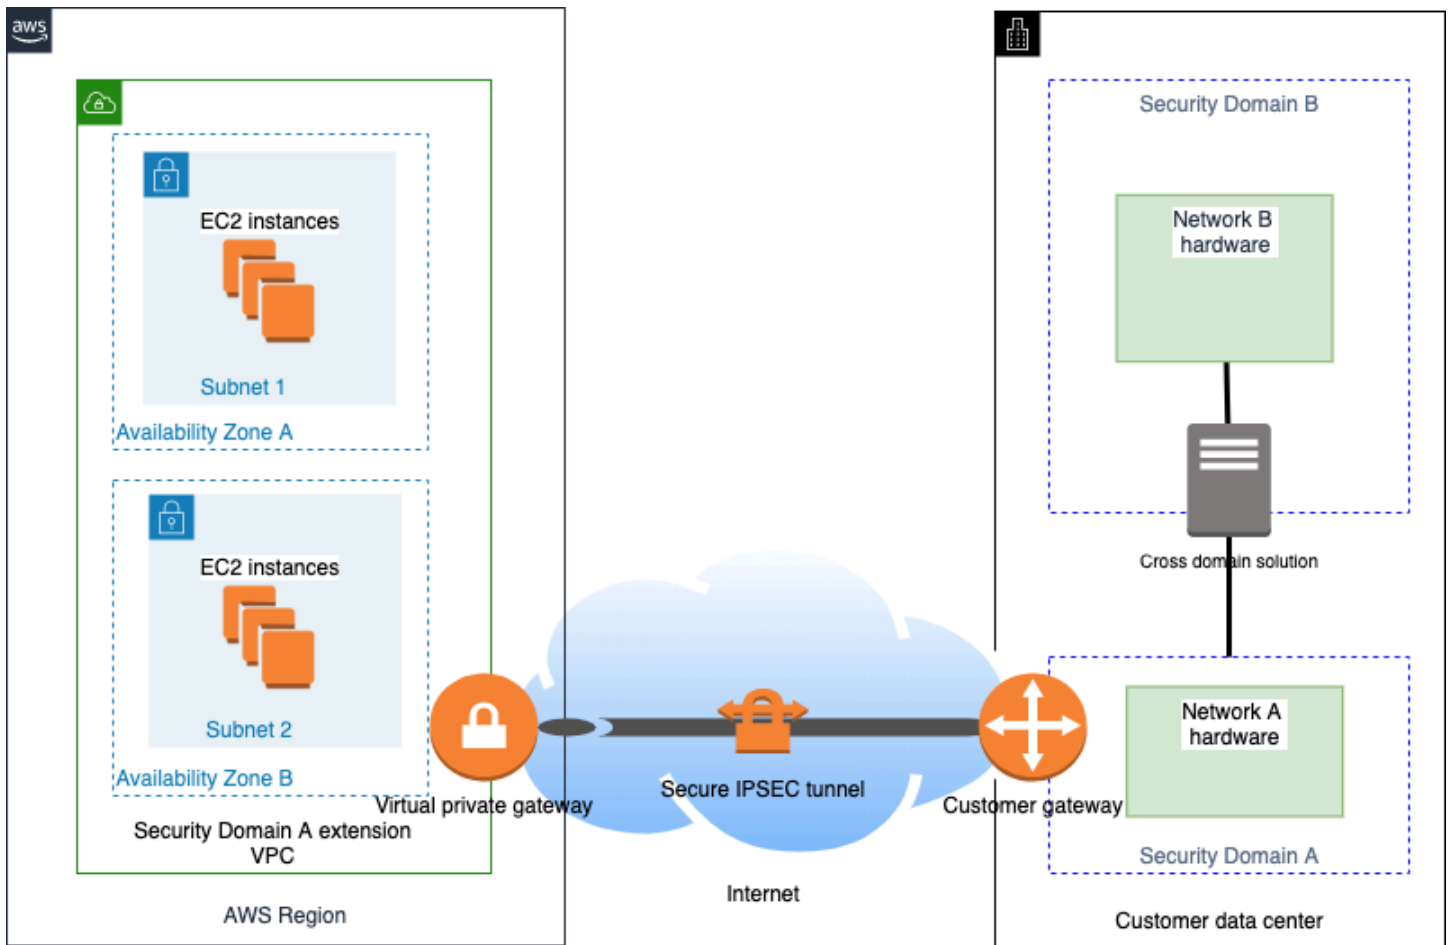 aws
EC2 instances
Subnet 1
Availability Zone A
EC2 instances
Subnet 2
Availability Zone B
Virtual private gateway
Security Domain A extension
VPC
AWS Region
Secure IPSEC tunnel
Internet
Customer gateway
Security Domain B
Network B
hardware
Cross domain solution
Network A
hardware
Security Domain A
Customer data center